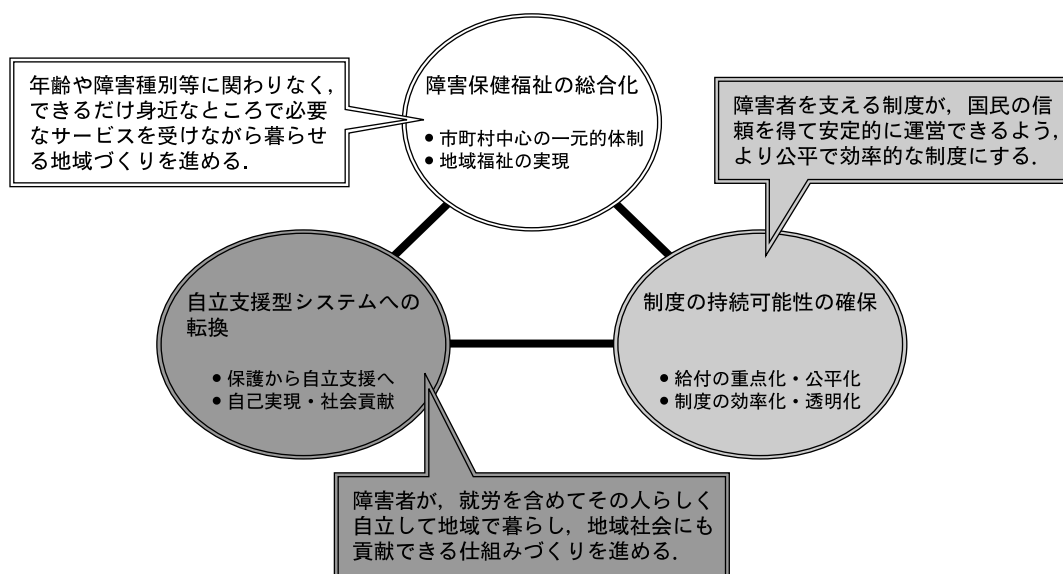 障害保健福祉の総合化
● 市町村中心の一元的体制
● 地域福祉の実現
年齢や障害種別等に関わりなく，
できるだけ身近なところで必要
なサービスを受けながら暮らせ
る地域づくりを進める．
障害者を支える制度が，国民の信
頼を得て安定的に運営できるよう，
より公平で効率的な制度にする．
自立支援型システムへの
転換
● 保護から自立支援へ
● 自己実現・社会貢献
制度の持続可能性の確保
● 給付の重点化・公平化
● 制度の効率化・透明化
障害者が，就労を含めてその人らしく
自立して地域で暮らし，地域社会にも
貢献できる仕組みづくりを進める．